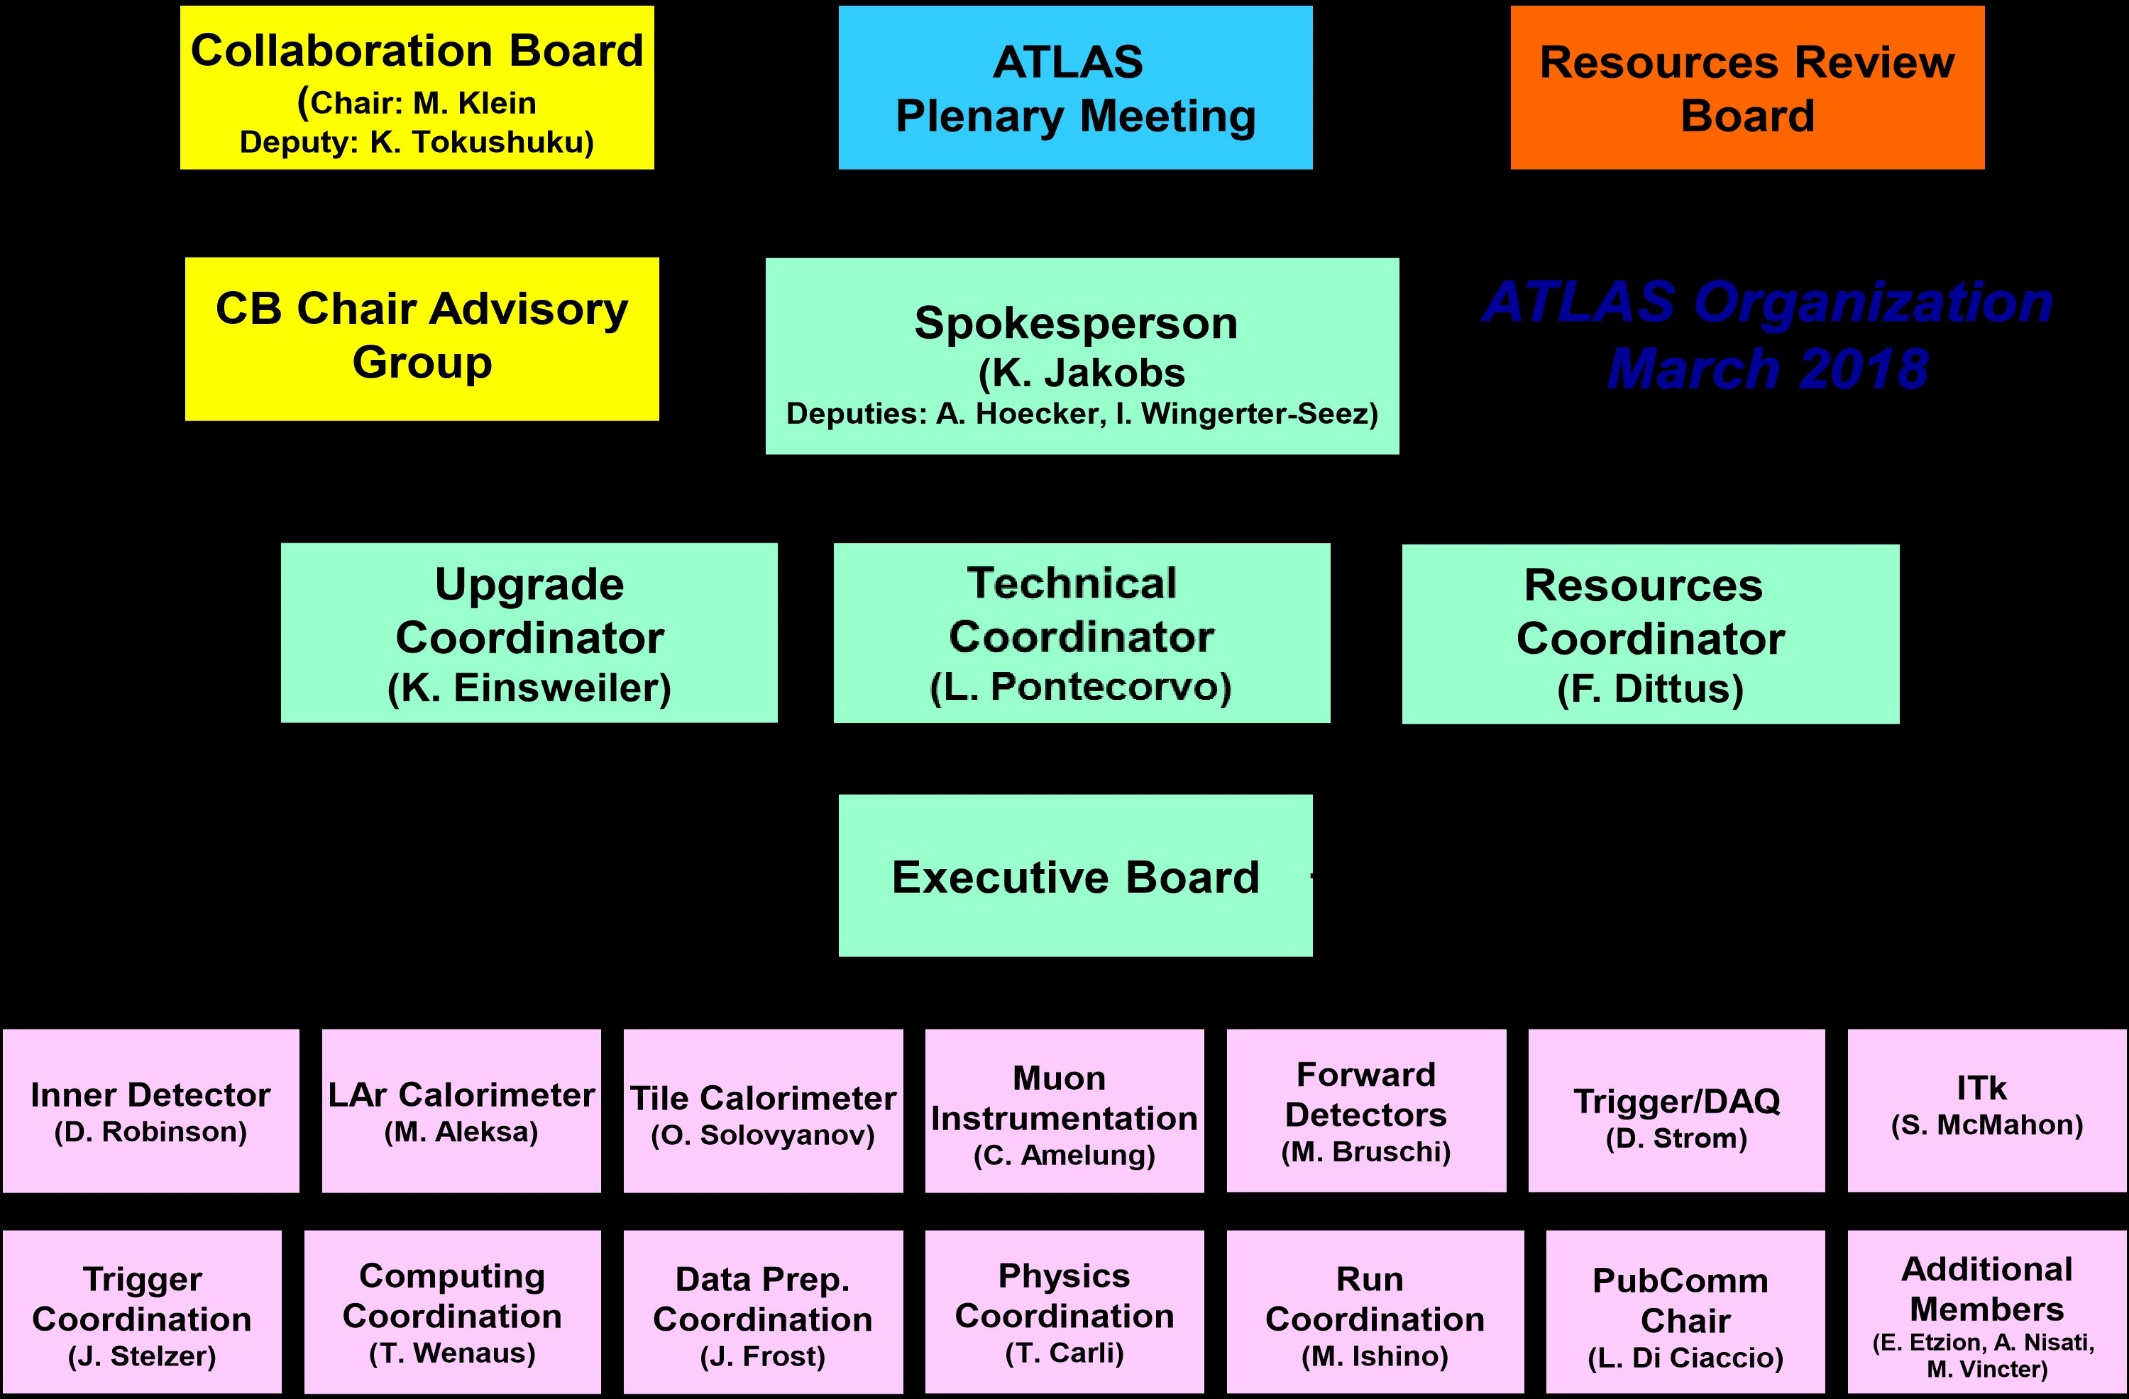 Collaboration Board
(Chair: M. Klein
Deputy: K. Tokushuku)
ATLAS
Plenary Meeting
Resources Review
Board
CB Chair Advisory
Group
Spokesperson
(K. Jakobs
Deputies: A. Hoecker, I. Wingerter-Seez)
ATLAS Organization
March 2018
Upgrade
Coordinator
(K. Einsweiler)
Technical
Coordinator
(L. Pontecorvo)
Resources
Coordinator
(F. Dittus)
Executive Board
Inner Detector
(D. Robinson)
LAr Calorimeter
(M. Aleksa)
Tile Calorimeter
(O. Solovyanov)
Muon
Instrumentation
(C. Amelung)
Forward
Detectors
(M. Bruschi)
Trigger/DAQ
(D. Strom)
ITk
(S. McMahon)
Trigger
Coordination
(J. Stelzer)
Computing
Coordination
(T. Wenaus)
Data Prep.
Coordination
(J. Frost)
Physics
Coordination
(T. Carli)
Run
Coordination
(M. Ishino)
PubComm
Chair
(L. Di Ciaccio)
Additional
Members
(E. Etzion, A. Nisati,
M. Vincter)